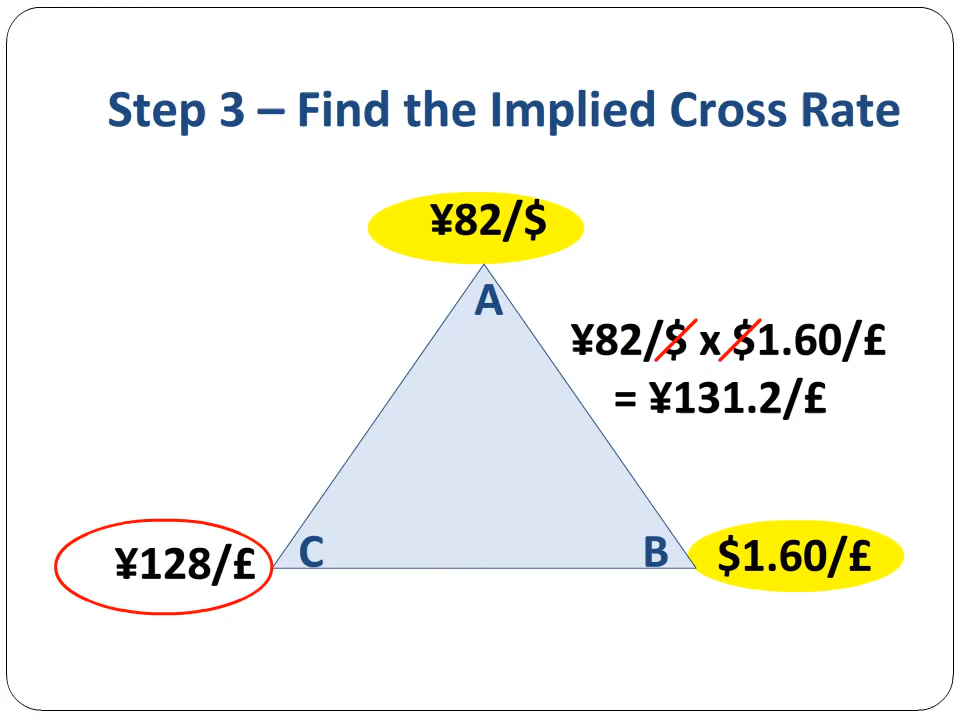 Step 3 – Find the Implied Cross Rate
¥82/$
A
¥82/$ x $1.60/£
= ¥131.2/£
¥128/£
C
B
$1.60/£